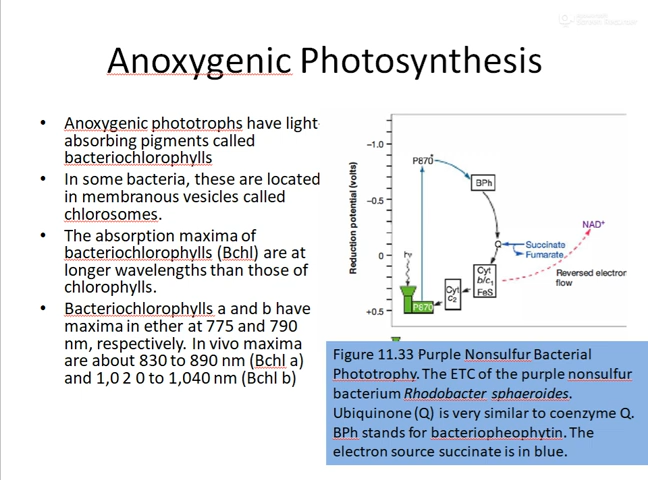 Anoxygenic Photosynthesis
• Anoxygenic phototrophs have light-
absorbing pigments called
bacteriochlorophylls
• In some bacteria, these are located
in membranous vesicles called
chlorosomes.
• The absorption maxima of
bacteriochlorophylls (Bchl) are at
longer wavelengths than those of
chlorophylls.
• Bacteriochlorophylls a and b have
maxima in ether at 775 and 790
nm, respectively. In vivo maxima
are about 830 to 890 nm (Bchl a)
and 1,0 2 0 to 1,040 nm (Bchl b)
Reduction potential (volts)
−1.0
−0.5
0
+0.5
P870*
BPh
Q
Succinate
Fumarate
NAD+
Reversed electron
flow
Cyt
b/c1
FeS
Cyt
c2
hν
P870
Figure 11.33 Purple Nonsulfur Bacterial
Phototrophy. The ETC of the purple nonsulfur
bacterium Rhodobacter sphaeroides.
Ubiquinone (Q) is very similar to coenzyme Q.
BPh stands for bacteriopheophytin. The
electron source succinate is in blue.